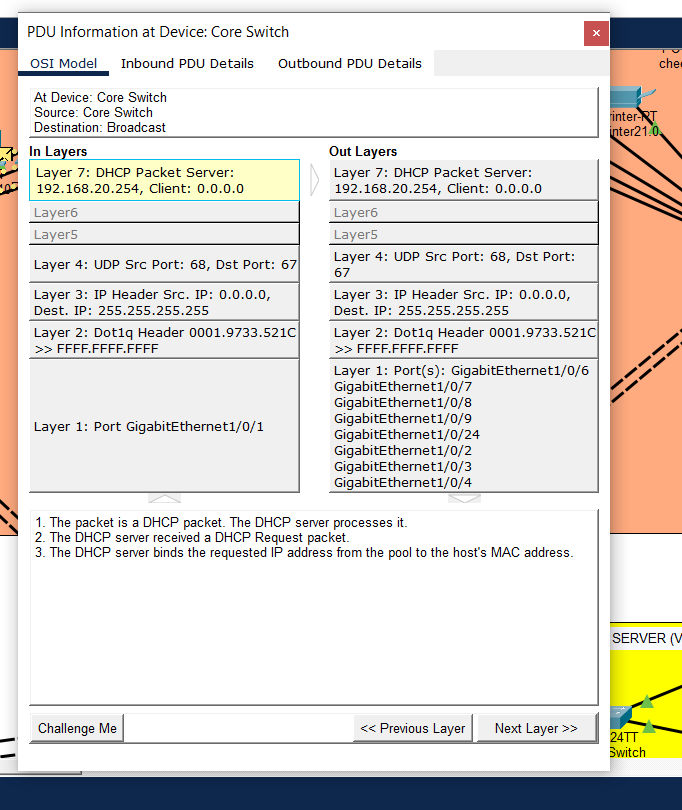 PDU Information at Device: Core Switch
OSI Model
Inbound PDU Details
Outbound PDU Details
At Device: Core Switch
Source: Core Switch
Destination: Broadcast
In Layers
Layer 7: DHCP Packet Server:
192.168.20.254, Client: 0.0.0.0
Layer6
Layer5
Layer 4: UDP Src Port: 68, Dst Port: 67
Layer 3: IP Header Src. IP: 0.0.0.0,
Dest. IP: 255.255.255.255
Layer 2: Dot1q Header 0001.9733.521C
>> FFFF.FFFF.FFFF
Layer 1: Port GigabitEthernet1/0/1
Out Layers
Layer 7: DHCP Packet Server:
192.168.20.254, Client: 0.0.0.0
Layer6
Layer5
Layer 4: UDP Src Port: 68, Dst Port:
67
Layer 3: IP Header Src. IP: 0.0.0.0,
Dest. IP: 255.255.255.255
Layer 2: Dot1q Header 0001.9733.521C
>> FFFF.FFFF.FFFF
Layer 1: Port(s): GigabitEthernet1/0/6
GigabitEthernet1/0/7
GigabitEthernet1/0/8
GigabitEthernet1/0/9
GigabitEthernet1/0/24
GigabitEthernet1/0/2
GigabitEthernet1/0/3
GigabitEthernet1/0/4
1. The packet is a DHCP packet. The DHCP server processes it.
2. The DHCP server received a DHCP Request packet.
3. The DHCP server binds the requested IP address from the pool to the host's MAC address.
Challenge Me
<< Previous Layer
Next Layer >>
chec
rinter-PT
inter21.0
SERVER (V
24TT
Switch